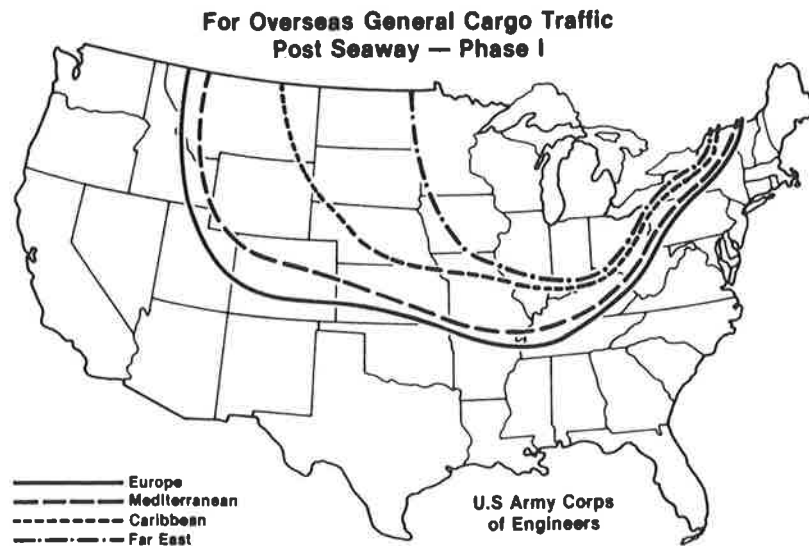 For Overseas General Cargo Traffic
Post Seaway — Phase I
Europe
Mediterranean
Caribbean
Far East
U.S Army Corps
of Engineers